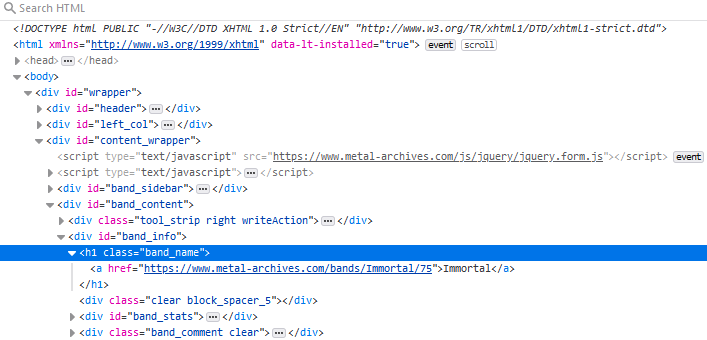 Search HTML
<!DOCTYPE html PUBLIC "-//W3C//DTD XHTML 1.0 Strict//EN" "http://www.w3.org/TR/xhtml1/DTD/xhtml1-strict.dtd">
<html xmlns="http://www.w3.org/1999/xhtml" data-lt-installed="true"> event scroll
<head> ••• </head>
<body>
<div id="wrapper">
<div id="header"> ••• </div>
<div id="left_col"> ••• </div>
<div id="content_wrapper">
<script type="text/javascript" src="https://www.metal-archives.com/js/jquery/jquery.form.js"></script> event
<script type="text/javascript"> ••• </script>
<div id="band_sidebar"> ••• </div>
<div id="band_content">
<div class="tool_strip right writeAction"> ••• </div>
<div id="band_info">
<h1 class="band_name">
<a href="https://www.metal-archives.com/bands/Immortal/75">Immortal</a>
</h1>
<div class="clear block_spacer_5"></div>
<div id="band_stats"> ••• </div>
<div class="band_comment clear"> ••• </div>